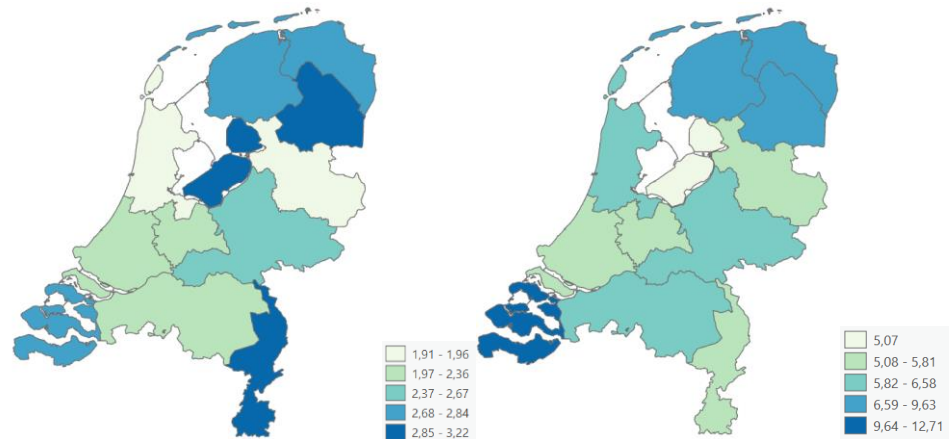 1,91 - 1,96
1,97 - 2,36
2,37 - 2,67
2,68 - 2,84
2,85 - 3,22
5,07
5,08 - 5,81
5,82 - 6,58
6,59 - 9,63
9,64 - 12,71